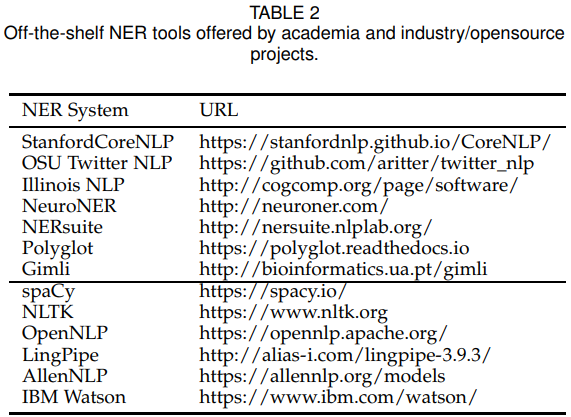 TABLE 2
Off-the-shelf NER tools offered by academia and industry/opensource
projects.
NER System URL
StanfordCoreNLP https://stanfordnlp.github.io/CoreNLP/
OSU Twitter NLP https://github.com/aritter/twitter_nlp
Illinois NLP http://cogcomp.org/page/software/
NeuroNER http://neuroner.com/
NERsuite http://nersuite.nlplab.org/
Polyglot https://polyglot.readthedocs.io
Gimli http://bioinformatics.ua.pt/gimli
spaCy https://spacy.io/
NLTK https://www.nltk.org
OpenNLP https://opennlp.apache.org/
LingPipe http://alias-i.com/lingpipe-3.9.3/
AllenNLP https://allennlp.org/models
IBM Watson https://www.ibm.com/watson/